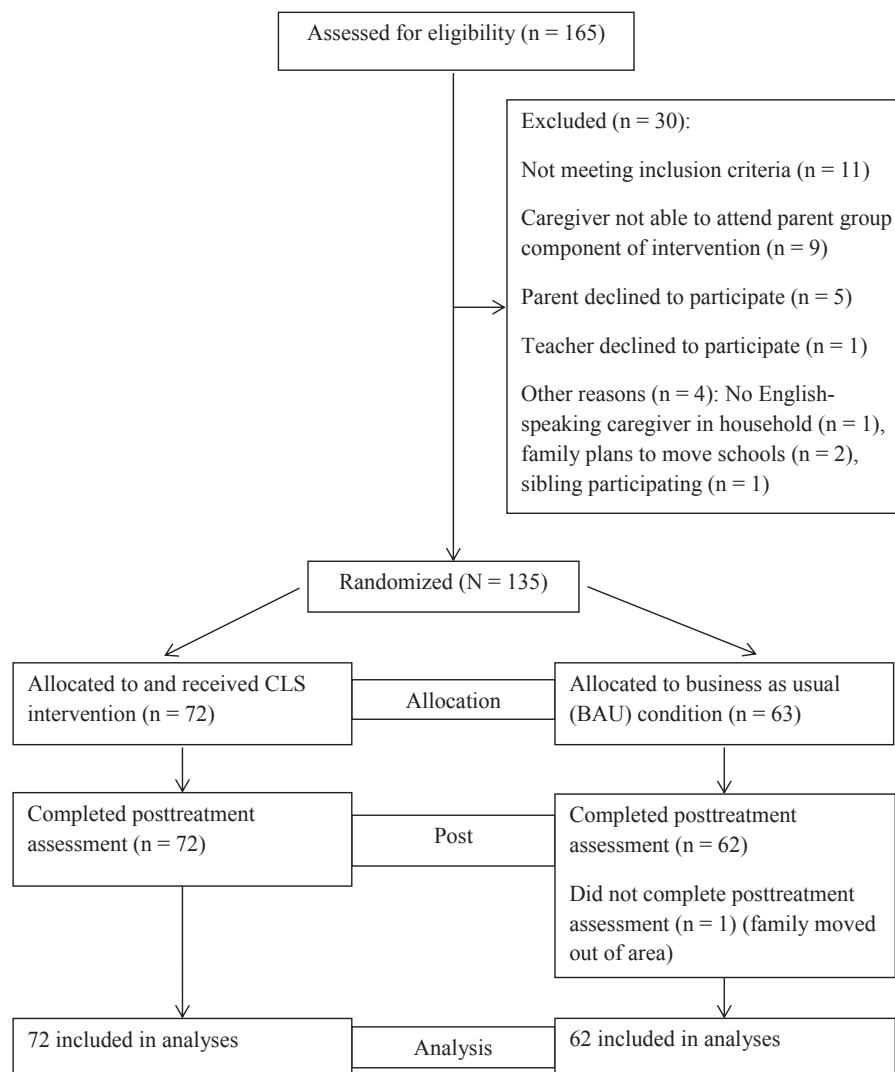 Assessed for eligibility (n = 165)
Excluded (n = 30):
Not meeting inclusion criteria (n = 11)
Caregiver not able to attend parent group
component of intervention (n = 9)
Parent declined to participate (n = 5)
Teacher declined to participate (n = 1)
Other reasons (n = 4): No English-
speaking caregiver in household (n = 1),
family plans to move schools (n = 2),
sibling participating (n = 1)
Randomized (N = 135)
Allocated to and received CLS
intervention (n = 72)
Allocation
Allocated to business as usual
(BAU) condition (n = 63)
Completed posttreatment
assessment (n = 72)
Post
Completed posttreatment
assessment (n = 62)
Did not complete posttreatment
assessment (n = 1) (family moved
out of area)
72 included in analyses
Analysis
62 included in analyses